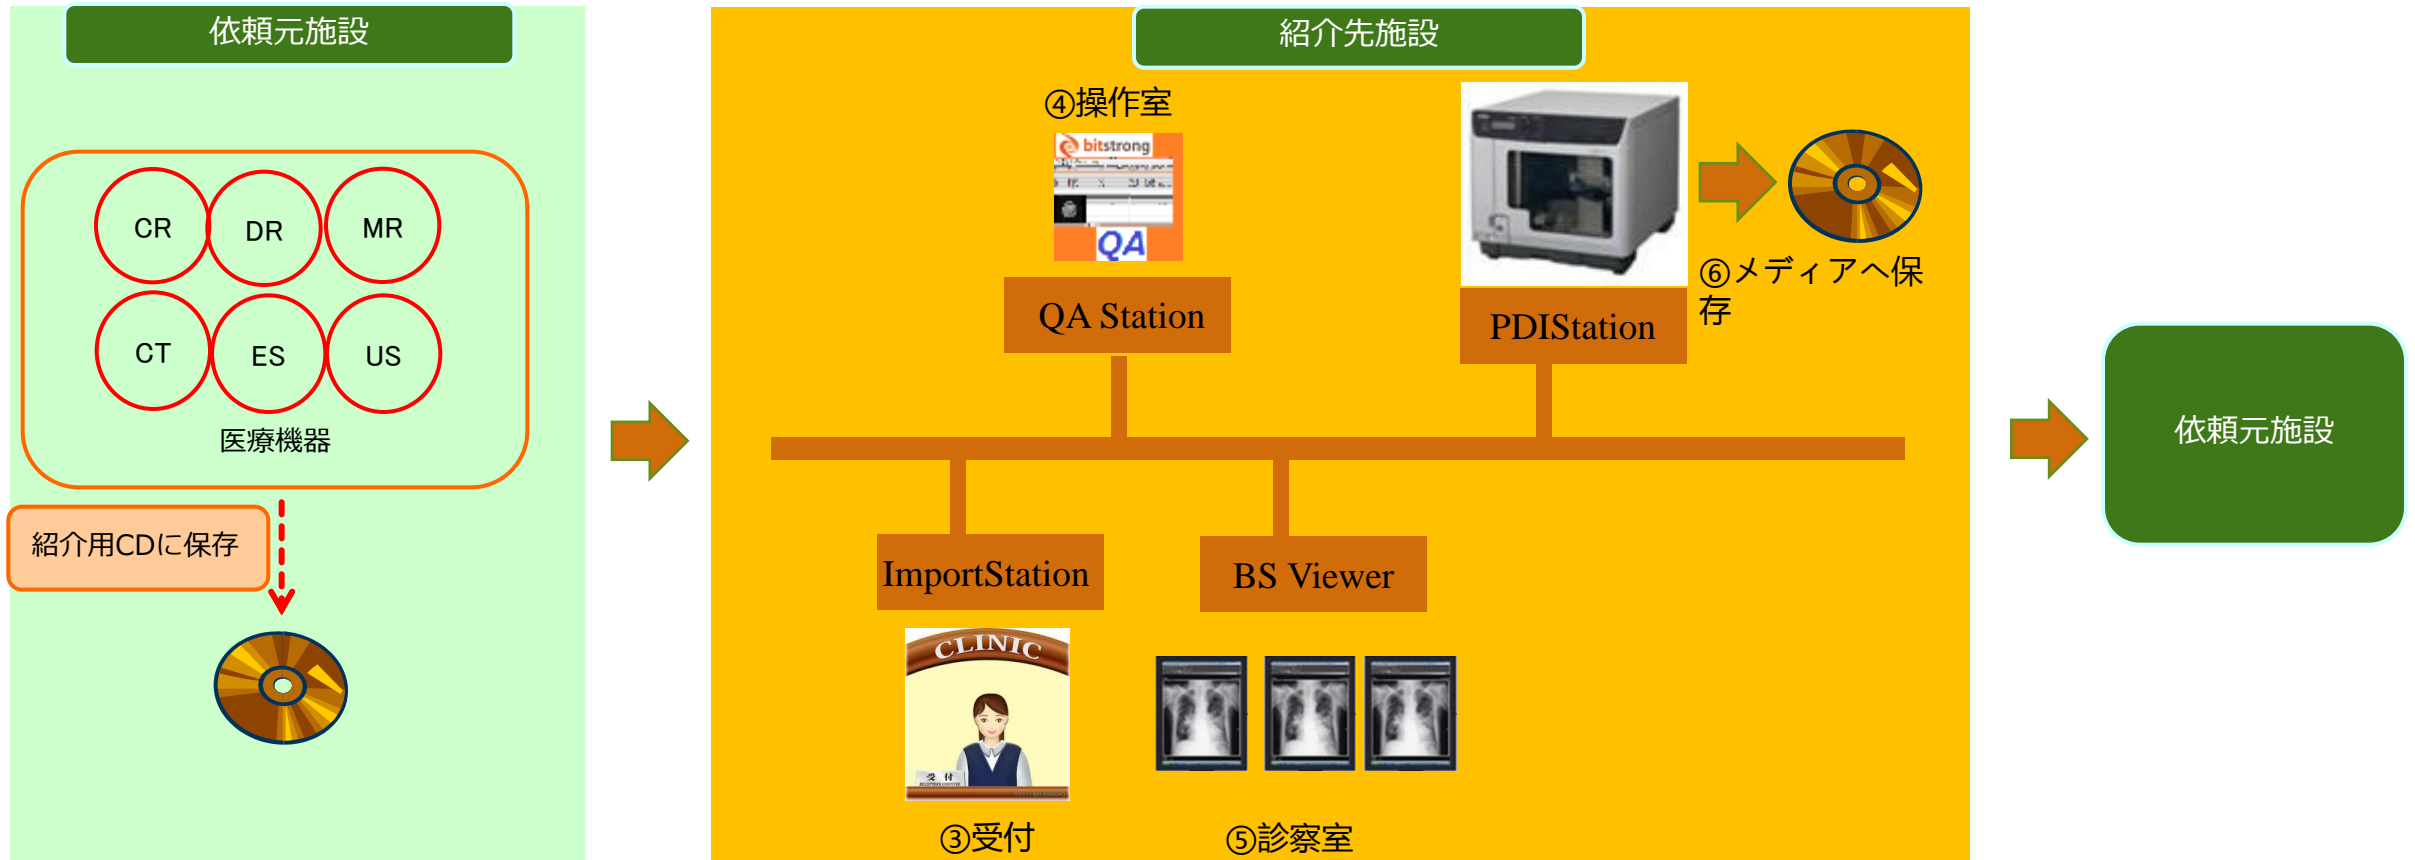 依頼元施設
CR
DR
MR
CT
ES
US
医療機器
紹介用CDに保存
紹介先施設
④操作室
bitstrong
QA
QA Station
PDIStation
⑥メディアへ保
存
ImportStation
BS Viewer
CLINIC
受付
③受付
⑤診察室
依頼元施設